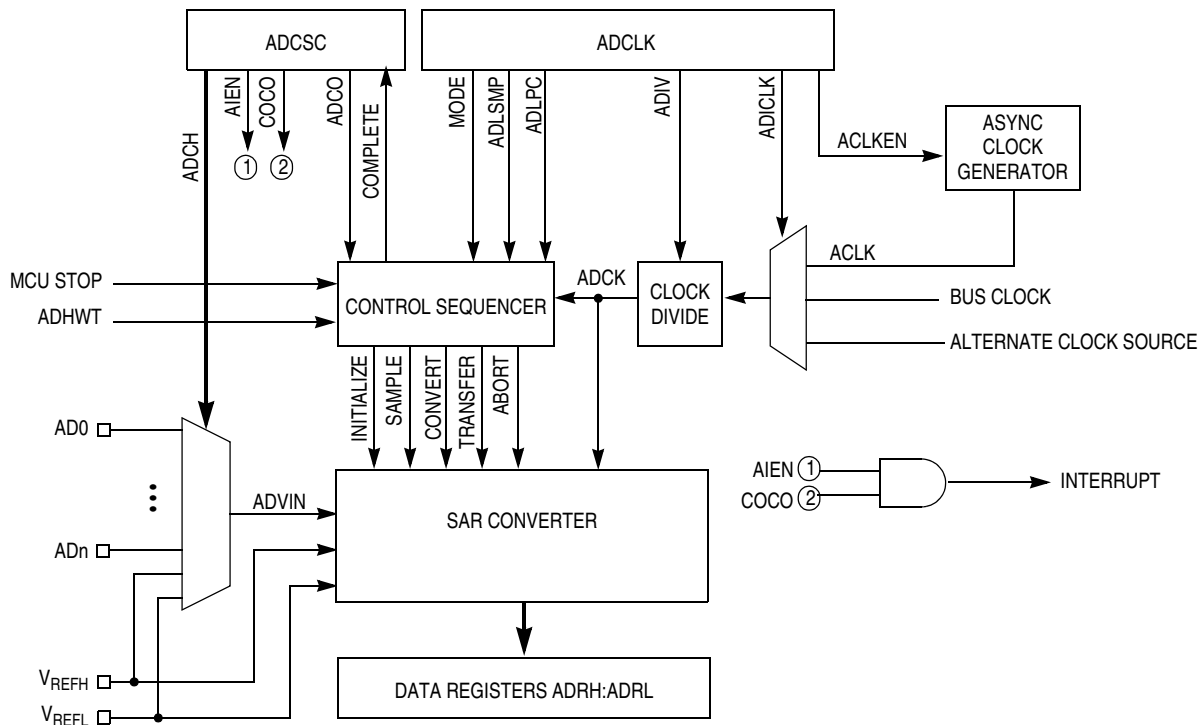 ADCSC
ADCLK
ADCH
AIEN
COCO
ADCO
COMPLETE
MODE
ADLSMP
ADLPC
ADIV
ADICLK
ACLKEN
ASYNC
CLOCK
GENERATOR
1
2
MCU STOP
ADHWT
CONTROL SEQUENCER
ADCK
CLOCK
DIVIDE
ACLK
BUS CLOCK
ALTERNATE CLOCK SOURCE
INITIALIZE
SAMPLE
CONVERT
TRANSFER
ABORT
AD0
•••
ADn
ADVIN
SAR CONVERTER
AIEN 1
COCO 2
INTERRUPT
VREFH
VREFL
DATA REGISTERS ADRH:ADRL